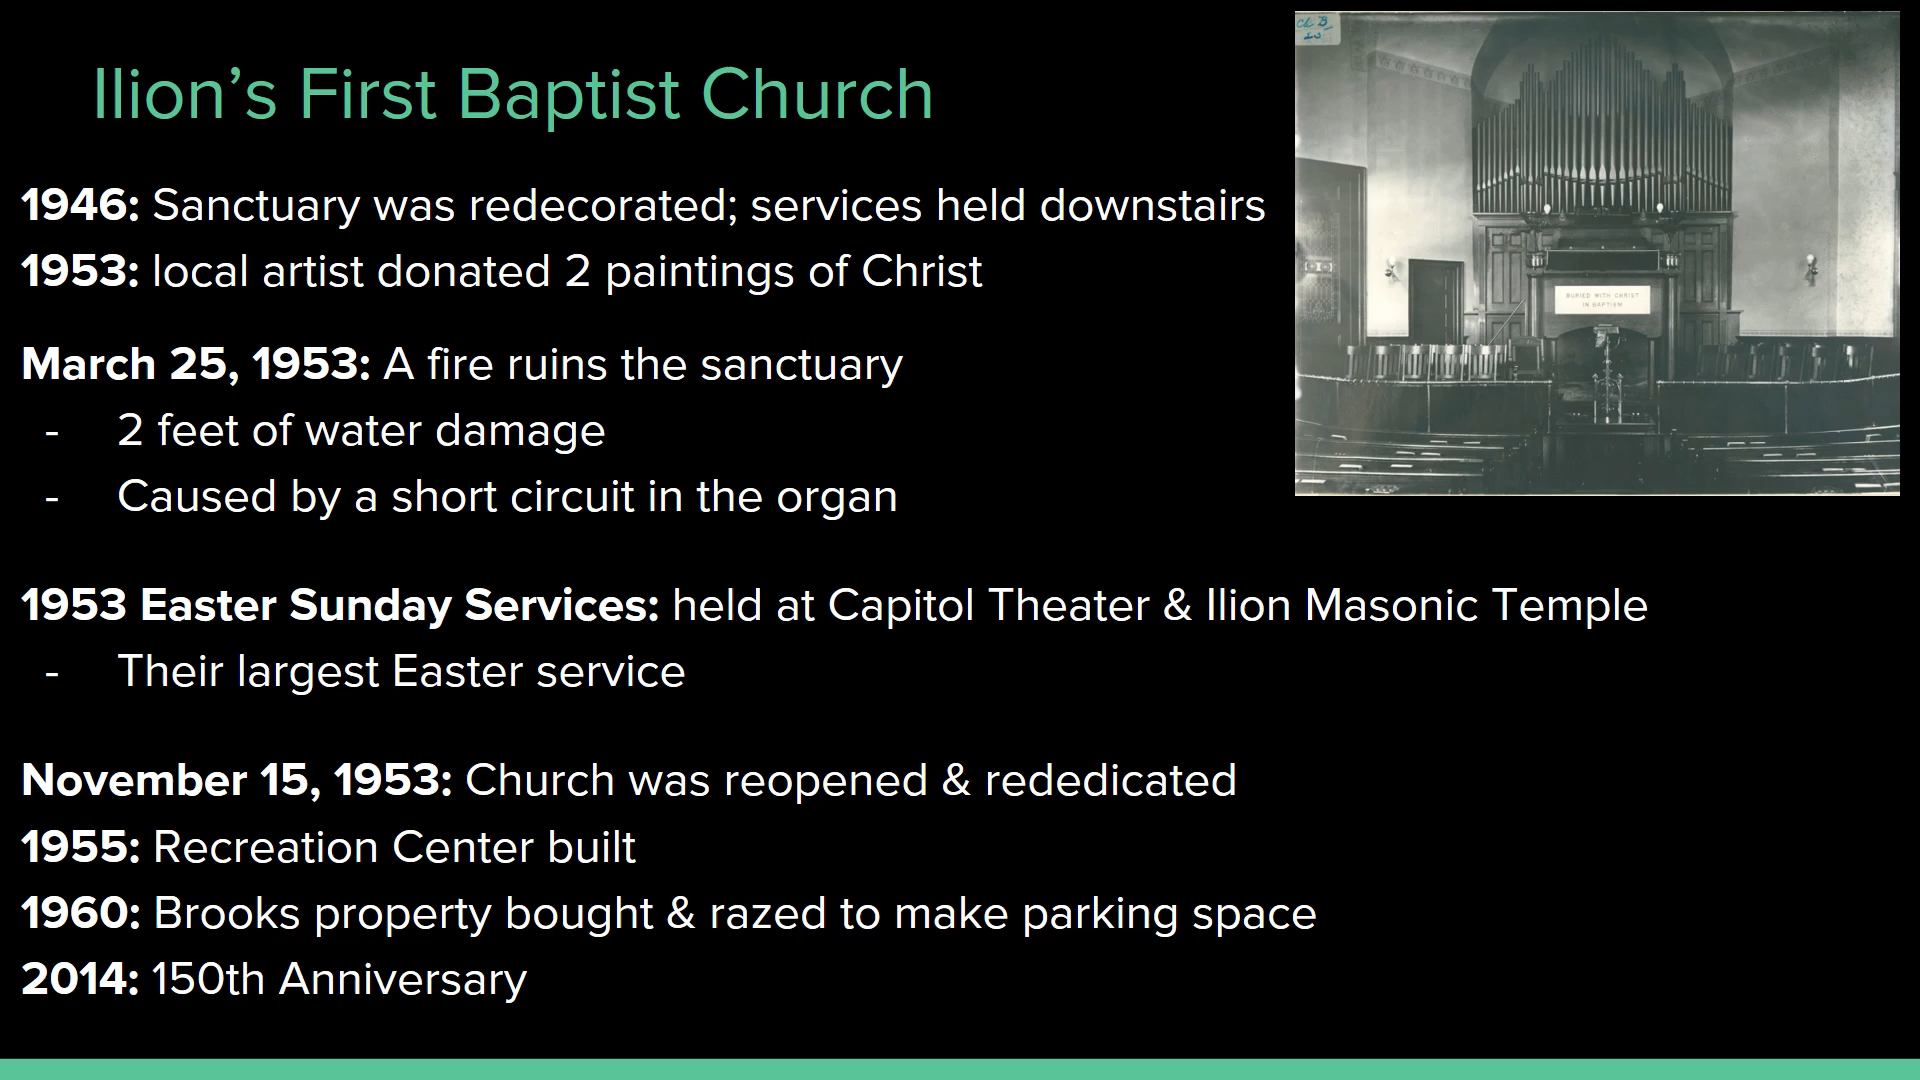 Ilion’s First Baptist Church
1946: Sanctuary was redecorated; services held downstairs
1953: local artist donated 2 paintings of Christ
March 25, 1953: A fire ruins the sanctuary
- 2 feet of water damage
- Caused by a short circuit in the organ
1953 Easter Sunday Services: held at Capitol Theater & Ilion Masonic Temple
- Their largest Easter service
November 15, 1953: Church was reopened & rededicated
1955: Recreation Center built
1960: Brooks property bought & razed to make parking space
2014: 150th Anniversary
BURIED WITH CHRIST
IN BAPTISM